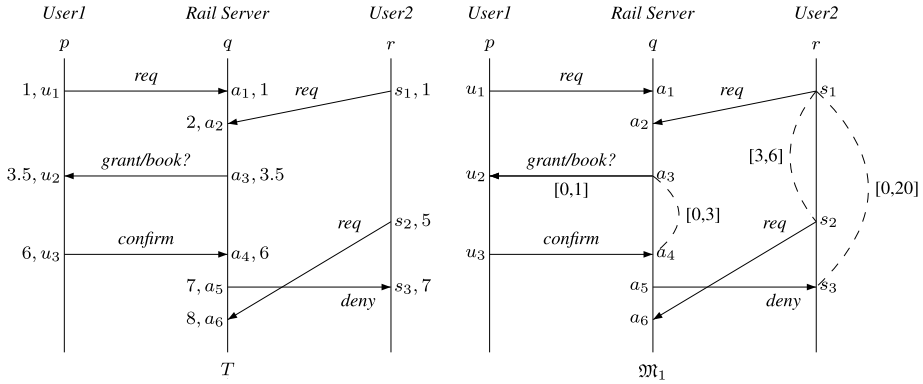 User1 Rail Server User2 User1 Rail Server User2
p q r p q r
req req
1, u₁ a₁, 1 req s₁, 1 u₁ a₁ req s₁
2, a₂ a₂
grant/book? grant/book? [3,6]
3.5, u₂ a₃, 3.5 u₂ a₃ [0,20]
[0,1]
[0,3]
req s₂, 5 req s₂
confirm confirm
6, u₃ a₄, 6 u₃ a₄
7, a₅ s₃, 7 a₅ s₃
deny deny
8, a₆ a₆
T 𝔐₁